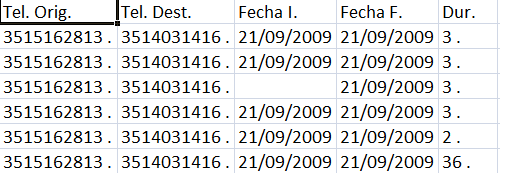 Tel. Orig. Tel. Dest. Fecha I. Fecha F. Dur.
3515162813 . 3514031416 . 21/09/2009 21/09/2009 3 .
3515162813 . 3514031416 . 21/09/2009 21/09/2009 3 .
3515162813 . 3514031416 . 21/09/2009 3 .
3515162813 . 3514031416 . 21/09/2009 21/09/2009 3 .
3515162813 . 3514031416 . 21/09/2009 21/09/2009 2 .
3515162813 . 3514031416 . 21/09/2009 21/09/2009 36 .